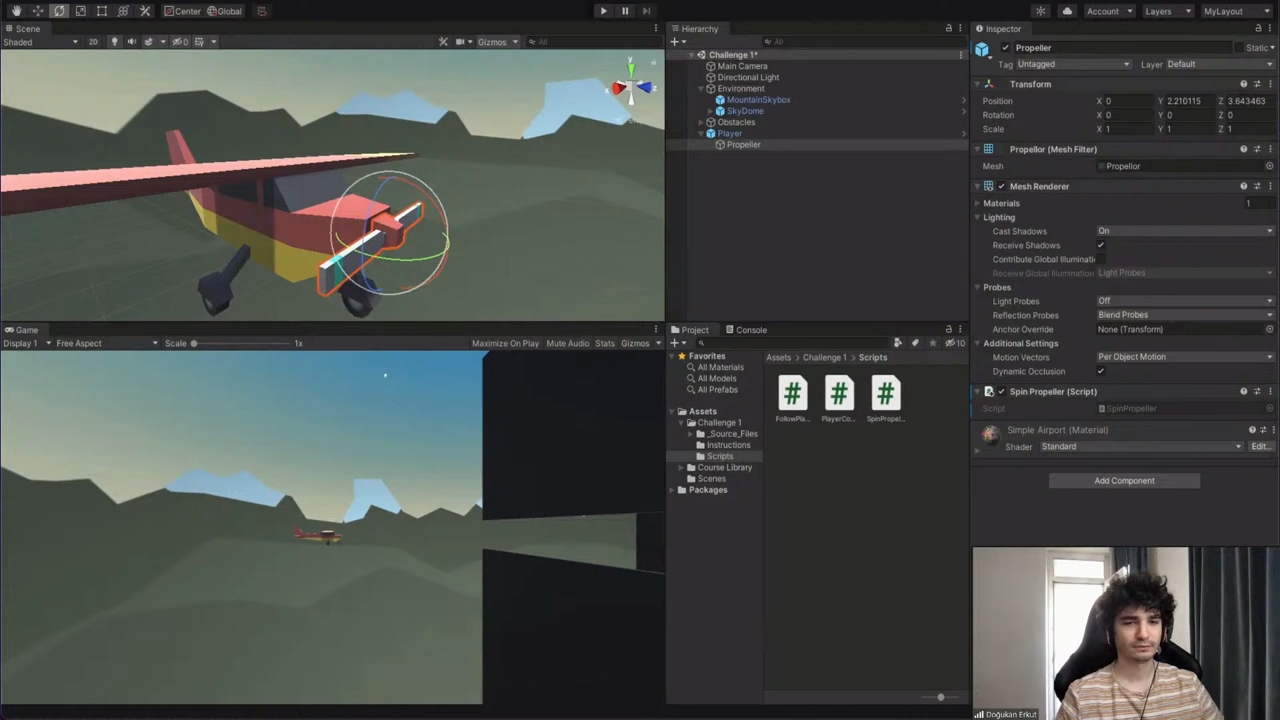 Center
Global
Account
Layers
MyLayout
Scene
Shaded
2D
0
Gizmos
All
x
y
z
Game
Display 1
Free Aspect
Scale
1x
Maximize On Play
Mute Audio
Stats
Gizmos
Hierarchy
All
Challenge 1*
Main Camera
Directional Light
Environment
MountainSkybox
SkyDome
Obstacles
Player
Propeller
Project
Console
10
Favorites
All Materials
All Models
All Prefabs
Assets
Challenge 1
_Source_Files
Instructions
Scripts
Course Library
Scenes
Packages
Assets
Challenge 1
Scripts
FollowPla...
PlayerCo...
SpinPropel...
Inspector
Propeller
Static
Tag Untagged
Layer Default
Transform
Position X 0 Y 2.210115 Z 3.643463
Rotation X 0 Y 0 Z 0
Scale X 1 Y 1 Z 1
Propellor (Mesh Filter)
Mesh Propellor
Mesh Renderer
Materials 1
Lighting
Cast Shadows On
Receive Shadows
Contribute Global Illuminati
Receive Global Illumination Light Probes
Probes
Light Probes Off
Reflection Probes Blend Probes
Anchor Override None (Transform)
Additional Settings
Motion Vectors Per Object Motion
Dynamic Occlusion
Spin Propeller (Script)
Script SpinPropeller
Simple Airport (Material)
Shader Standard Edit...
Add Component
Doğukan Erkut